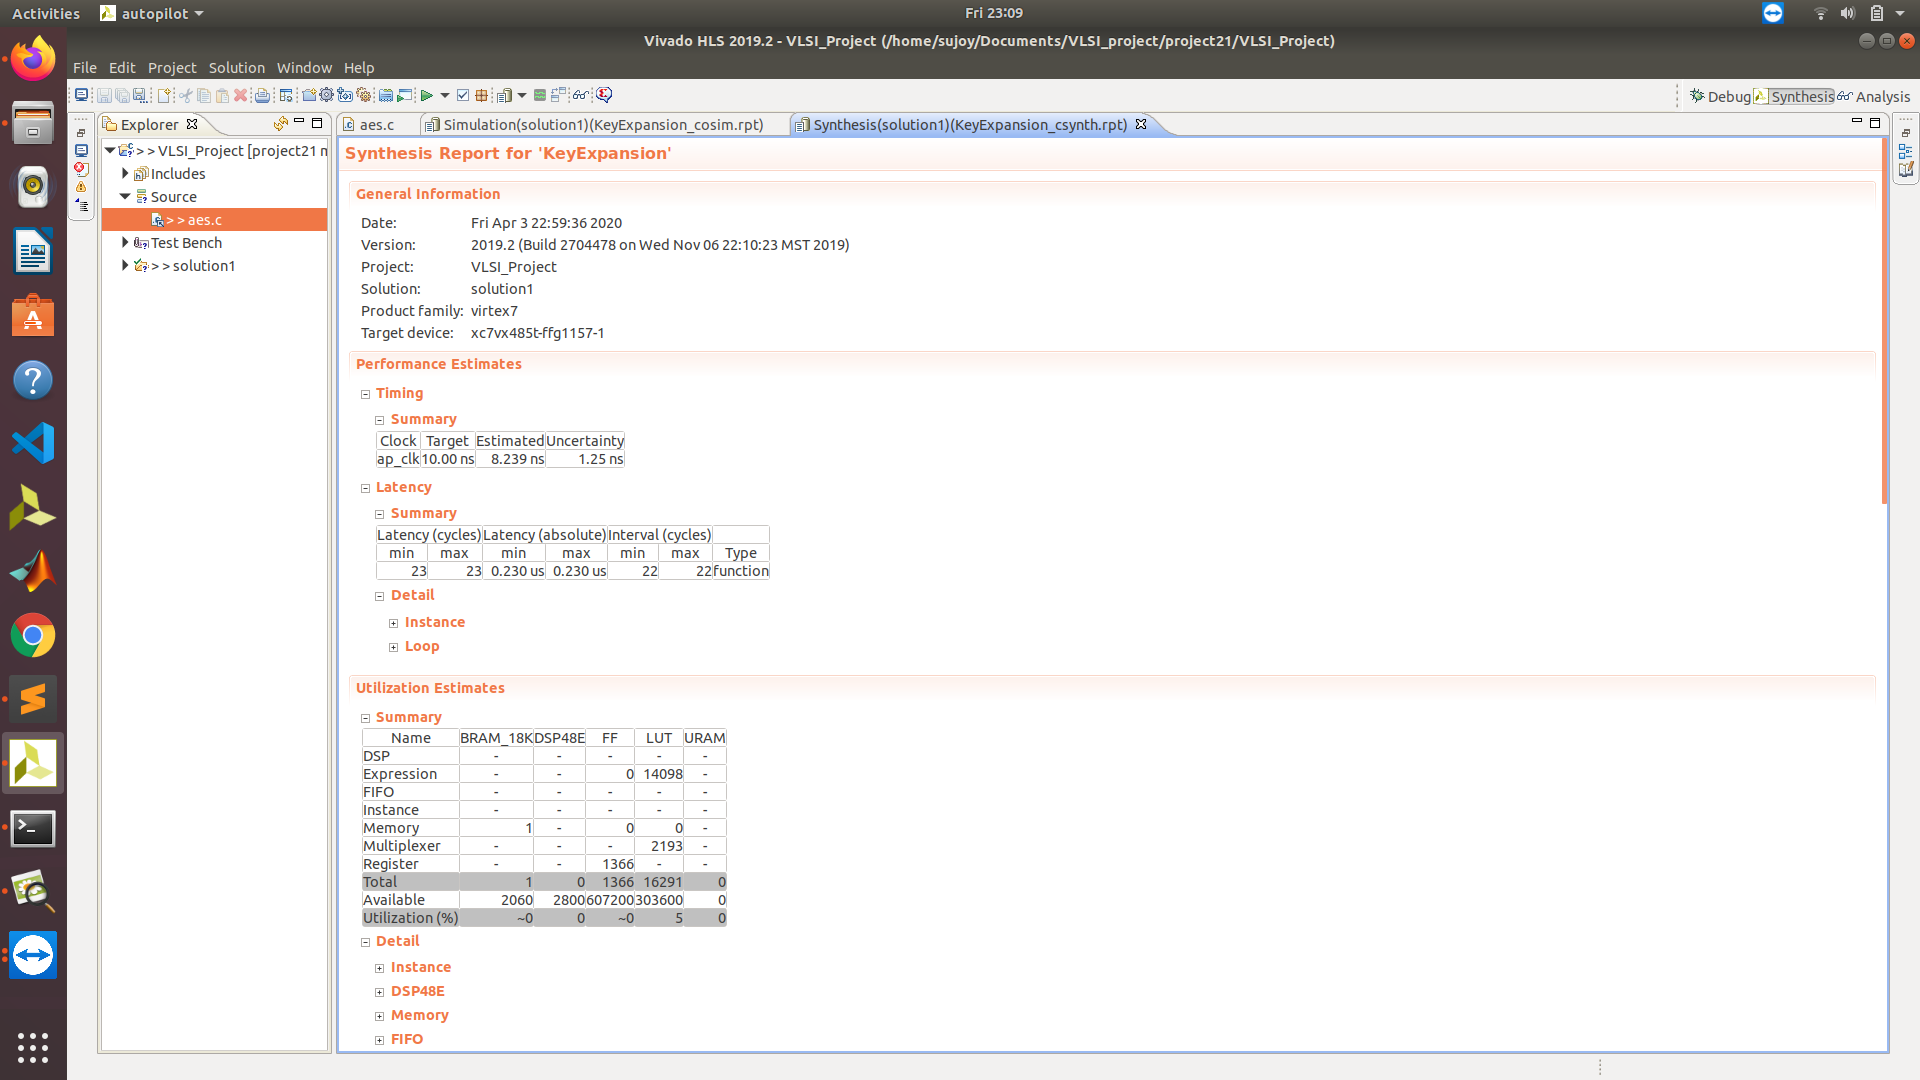 Activities autopilot Fri 23:09
Vivado HLS 2019.2 - VLSI_Project (/home/sujoy/Documents/VLSI_project/project21/VLSI_Project)
File Edit Project Solution Window Help
Debug Synthesis Analysis
Explorer
aes.c Simulation(solution1)(KeyExpansion_cosim.rpt) Synthesis(solution1)(KeyExpansion_csynth.rpt)
> > VLSI_Project [project21 m
Includes
Source
> > aes.c
Test Bench
> > solution1
Synthesis Report for 'KeyExpansion'
General Information
Date: Fri Apr 3 22:59:36 2020
Version: 2019.2 (Build 2704478 on Wed Nov 06 22:10:23 MST 2019)
Project: VLSI_Project
Solution: solution1
Product family: virtex7
Target device: xc7vx485t-ffg1157-1
Performance Estimates
Timing
Summary
Clock Target Estimated Uncertainty
ap_clk 10.00 ns 8.239 ns 1.25 ns
Latency
Summary
Latency (cycles) Latency (absolute) Interval (cycles)
min max min max min max Type
23 23 0.230 us 0.230 us 22 22 function
Detail
Instance
Loop
Utilization Estimates
Summary
Name BRAM_18K DSP48E FF LUT URAM
DSP - - - - -
Expression - - 0 14098 -
FIFO - - - - -
Instance - - - - -
Memory 1 - 0 0 -
Multiplexer - - - 2193 -
Register - - 1366 - -
Total 1 0 1366 16291 0
Available 2060 2800 607200 303600 0
Utilization (%) ~0 0 ~0 5 0
Detail
Instance
DSP48E
Memory
FIFO